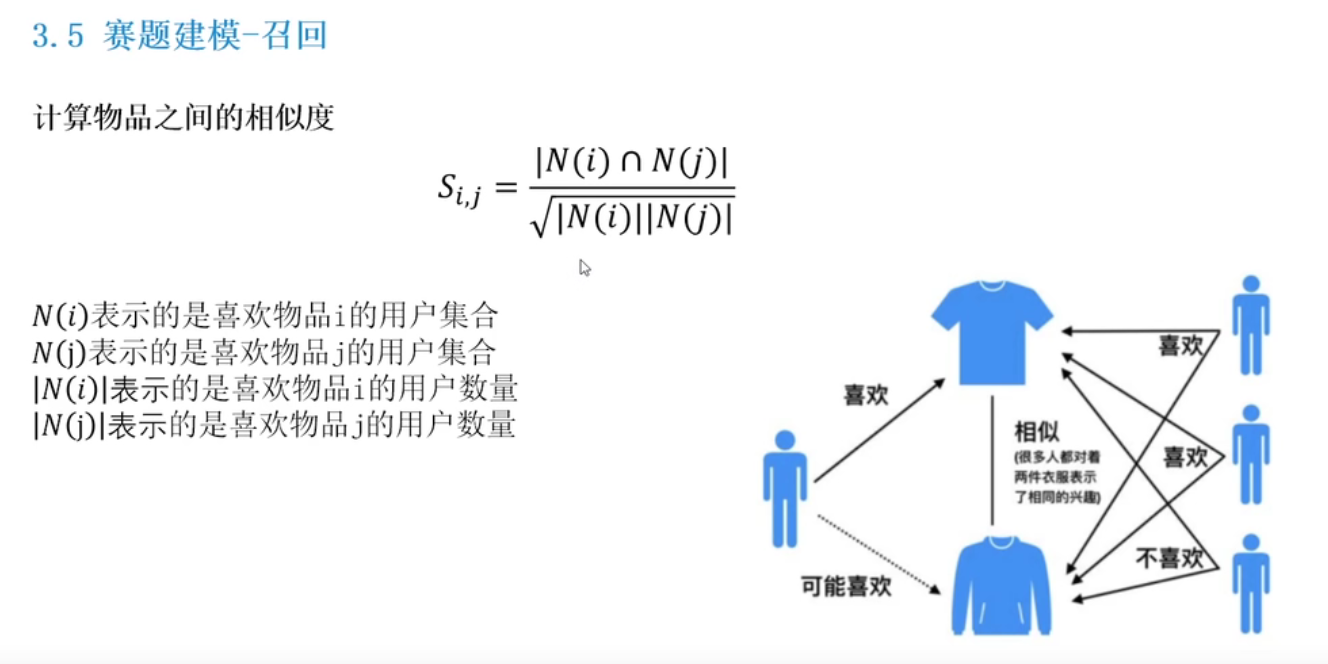 3.5 赛题建模-召回
计算物品之间的相似度
S_{i,j} = \frac{|N(i) ∩ N(j)|}{\sqrt{|N(i)||N(j)|}}
N(i)表示的是喜欢物品i的用户集合
N(j)表示的是喜欢物品j的用户集合
|N(i)|表示的是喜欢物品i的用户数量
|N(j)|表示的是喜欢物品j的用户数量
喜欢
喜欢
相似
(很多人都对着
两件衣服表示
了相同的兴趣)
喜欢
不喜欢
可能喜欢